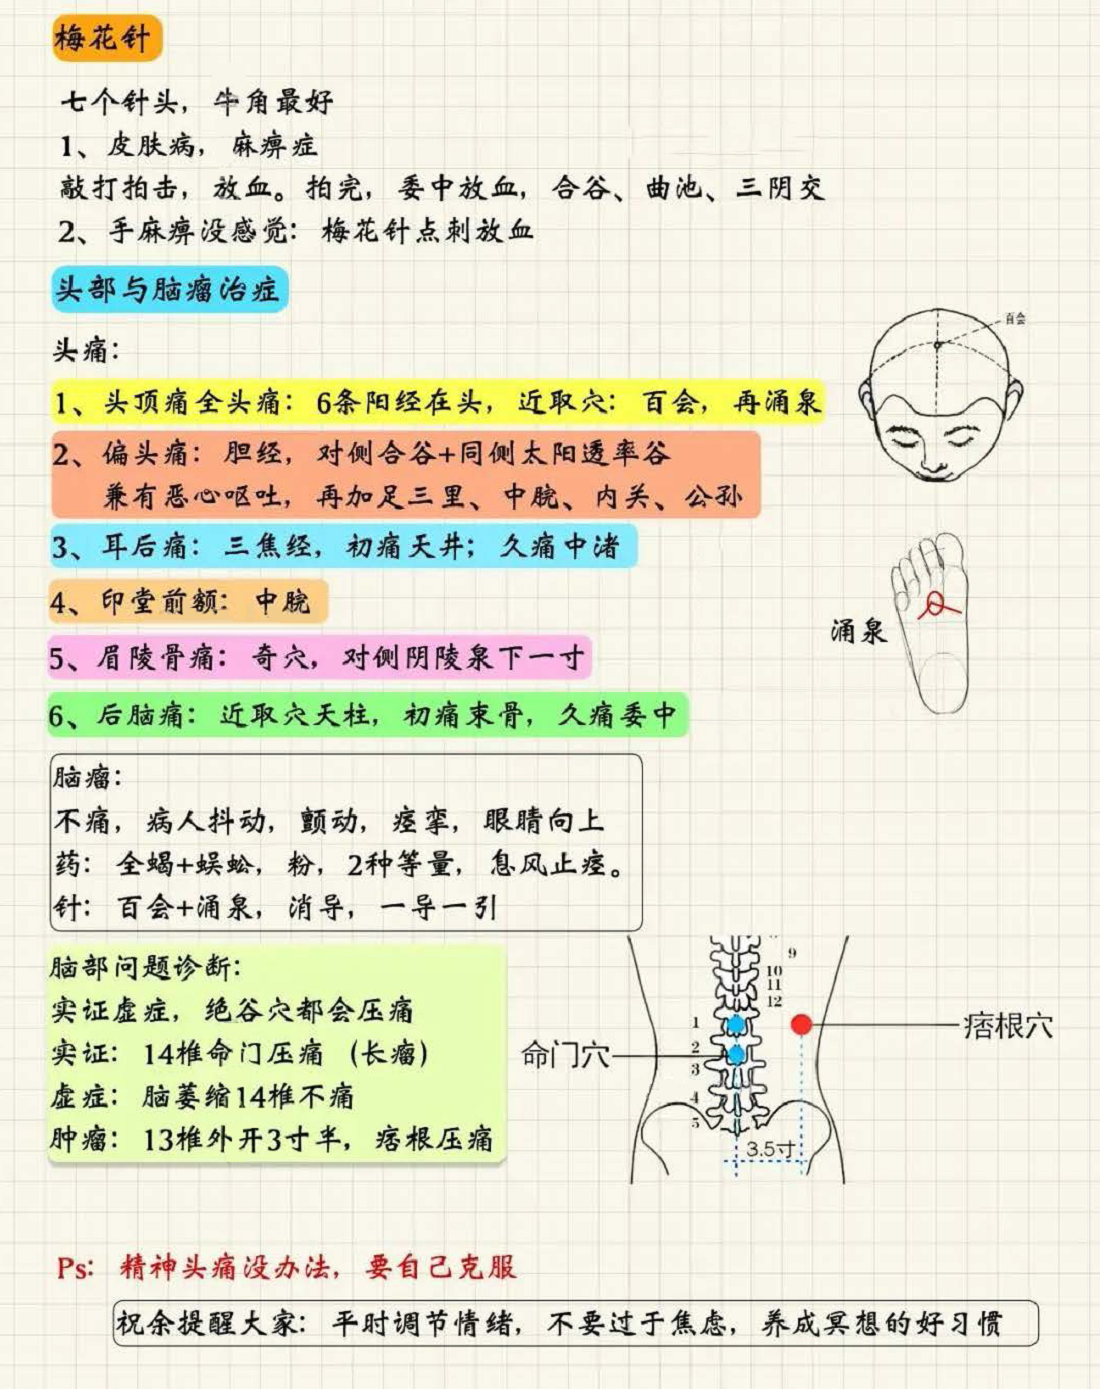 梅花针
七个针头，牛角最好
1、皮肤病，麻痹症
敲打拍击，放血。拍完，委中放血，合谷、曲池、三阴交
2、手麻痹没感觉：梅花针点刺放血
头部与脑瘤治症
头痛：
百会
1、头顶痛全头痛：6条阳经在头，近取穴：百会，再涌泉
2、偏头痛：胆经，对侧合谷+同侧太阳透率谷
兼有恶心呕吐，再加足三里、中脘、内关、公孙
3、耳后痛：三焦经，初痛天井；久痛中渚
4、印堂前额：中脘
涌泉
5、眉陵骨痛：奇穴，对侧阴陵泉下一寸
6、后脑痛：近取穴天柱，初痛束骨，久痛委中
脑瘤：
不痛，病人抖动，颤动，痉挛，眼睛向上
药：全蝎+蜈蚣，粉，2种等量，息风止痉。
针：百会+涌泉，消导，一导一引
脑部问题诊断：
实证虚症，绝谷穴都会压痛
实证：14椎命门压痛（长瘤）
虚症：脑萎缩14椎不痛
肿瘤：13椎外开3寸半，痞根压痛
9
10
11
12
1
2
3
4
5
命门穴
痞根穴
3.5寸
Ps：精神头痛没办法，要自己克服
祝余提醒大家：平时调节情绪，不要过于焦虑，养成冥想的好习惯